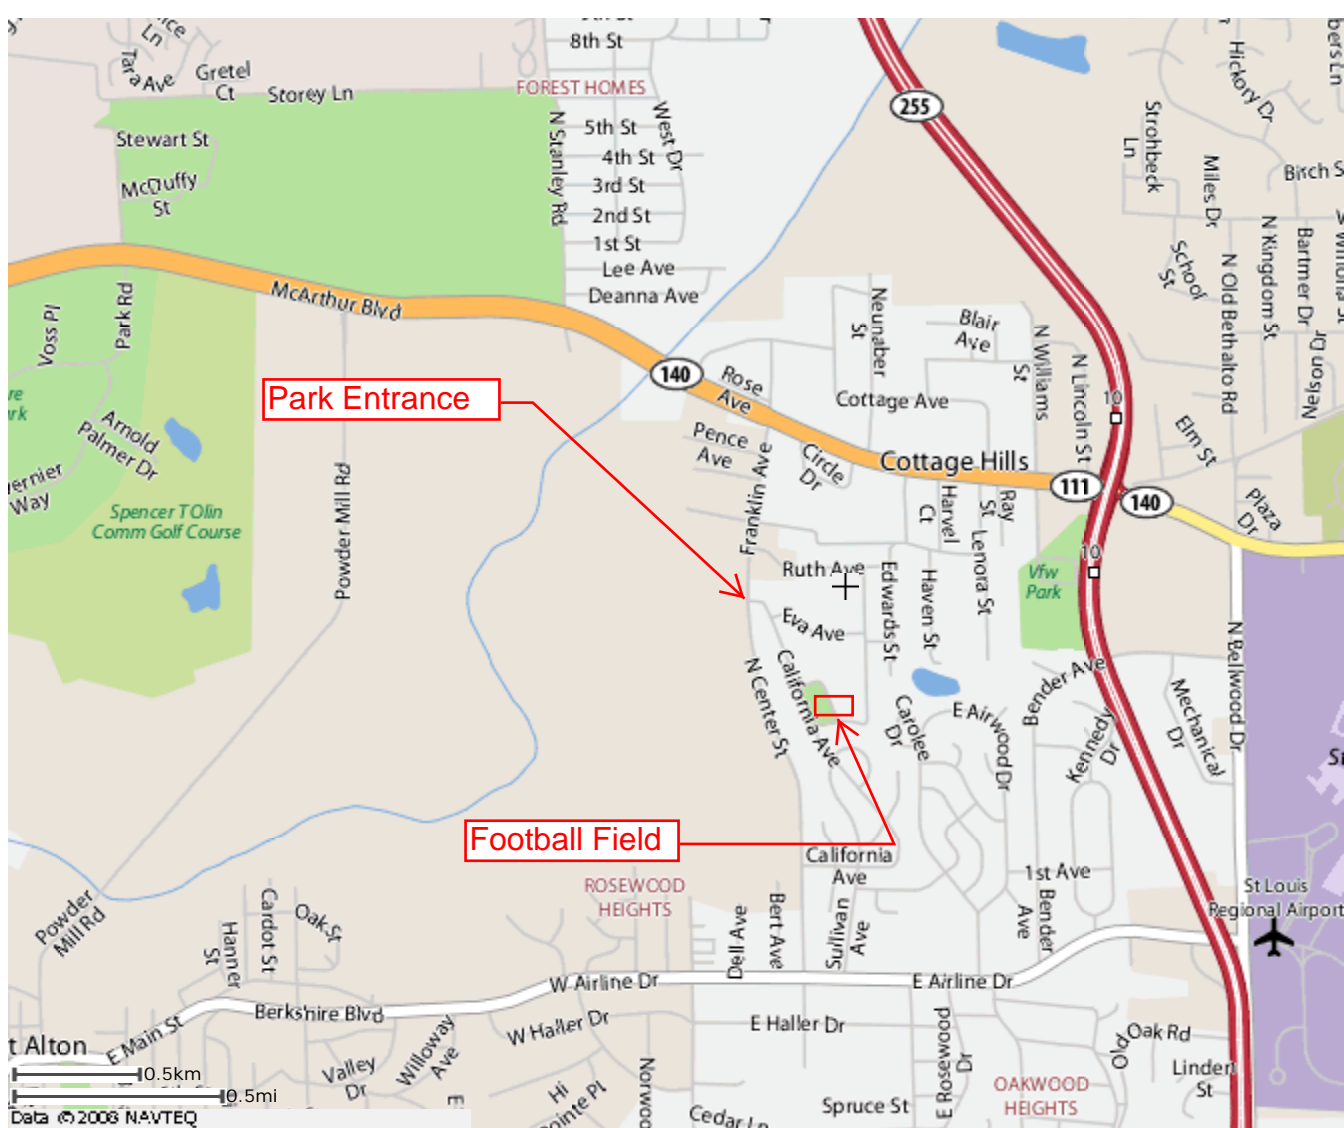 Ln
Tara Ave
Gretel
Ct
Storey Ln
8th St
FOREST HOMES
N Stanley Rd
West Dr
5th St
4th St
3rd St
2nd St
1st St
Lee Ave
Deanna Ave
Stewart St
McDuffy
St
255
Hickory Dr
Strohbeck
Ln
Miles Dr
Birch S
School
St
N Old Bethalto Rd
N Kingdom St
Bartmer Dr
Nelson Dr
McArthur Blvd
Voss Pl
Park Rd
Arnold
Palmer Dr
Way
Spencer T Olin
Comm Golf Course
Powder Mill Rd
Park Entrance
140
Rose
Ave
Neunaber
St
Blair
Ave
N Williams
St
N Lincoln St
10
Cottage Ave
Pence
Ave
Circle
Dr
Franklin Ave
Cottage Hills
111
140
Elm St
Plaza
Dr
Harvel
Ct
Ray
St
Lenora St
10
Ruth Ave
Edwards St
Haven St
Vfw
Park
Eva Ave
N Center St
California Ave
Carolee
Dr
E Airwood Dr
Bender Ave
Kennedy
Dr
Mechanical
Dr
N Bellwood Dr
Football Field
California
Ave
1st Ave
Bender
Ave
St Louis
Regional Airport
ROSEWOOD
HEIGHTS
Powder
Mill Rd
Hanner
St
Cardot St
Oak St
Dell Ave
Bert Ave
Sullivan
Ave
W Airline Dr
E Airline Dr
Berkshire Blvd
E Main St
t Alton
W Haller Dr
E Haller Dr
E Rosewood
Dr
Old Oak Rd
Linden
St
Valley
Dr
Willoway
Ave
Hi
ointe Pl
Norwoo
Cedar Ln
Spruce St
OAKWOOD
HEIGHTS
0.5km
0.5mi
Data © 2008 NAVTEQ